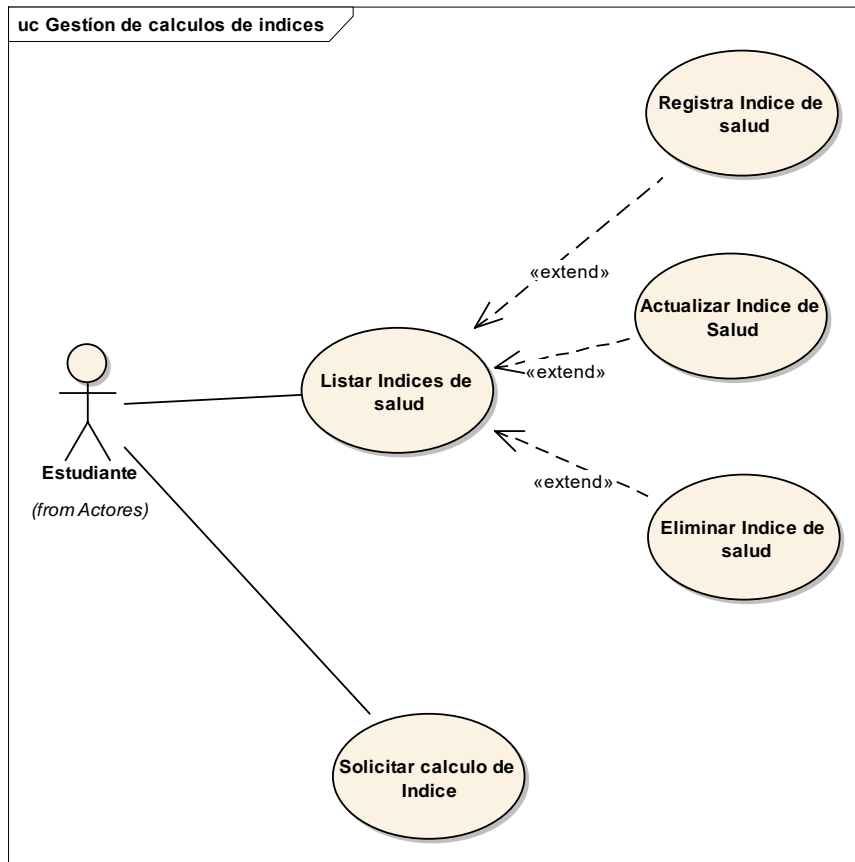 uc Gestíon de calculos de indices
Registra Indice de
salud
«extend»
Actualizar Indice de
Salud
«extend»
Listar Indices de
salud
Estudiante
(from Actores)
«extend»
Eliminar Indice de
salud
Solicitar calculo de
Indice